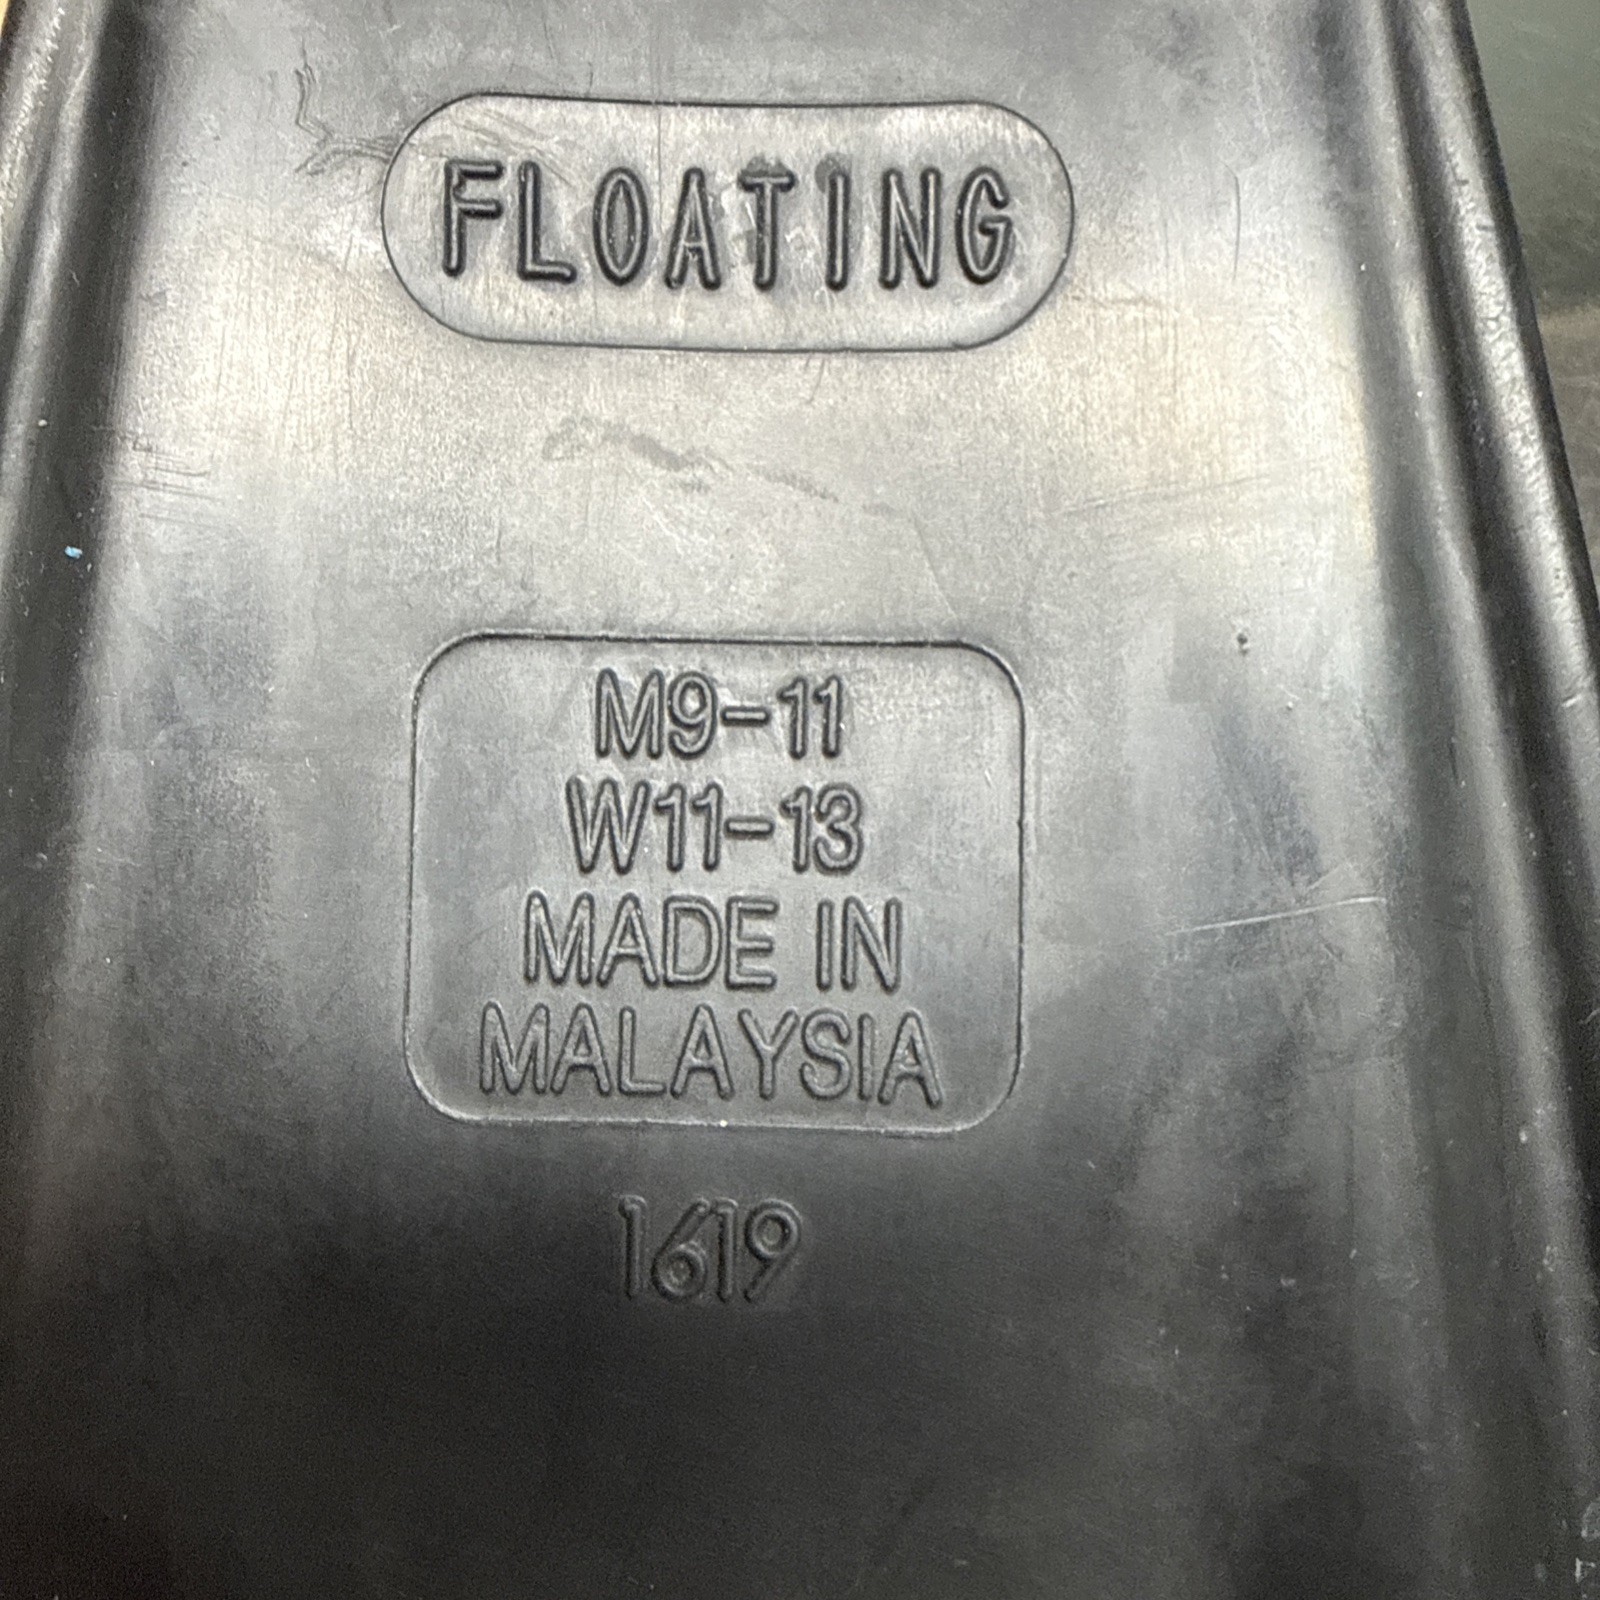 FLOATING
M9-11
W11-13
MADE IN
MALAYSIA
1619